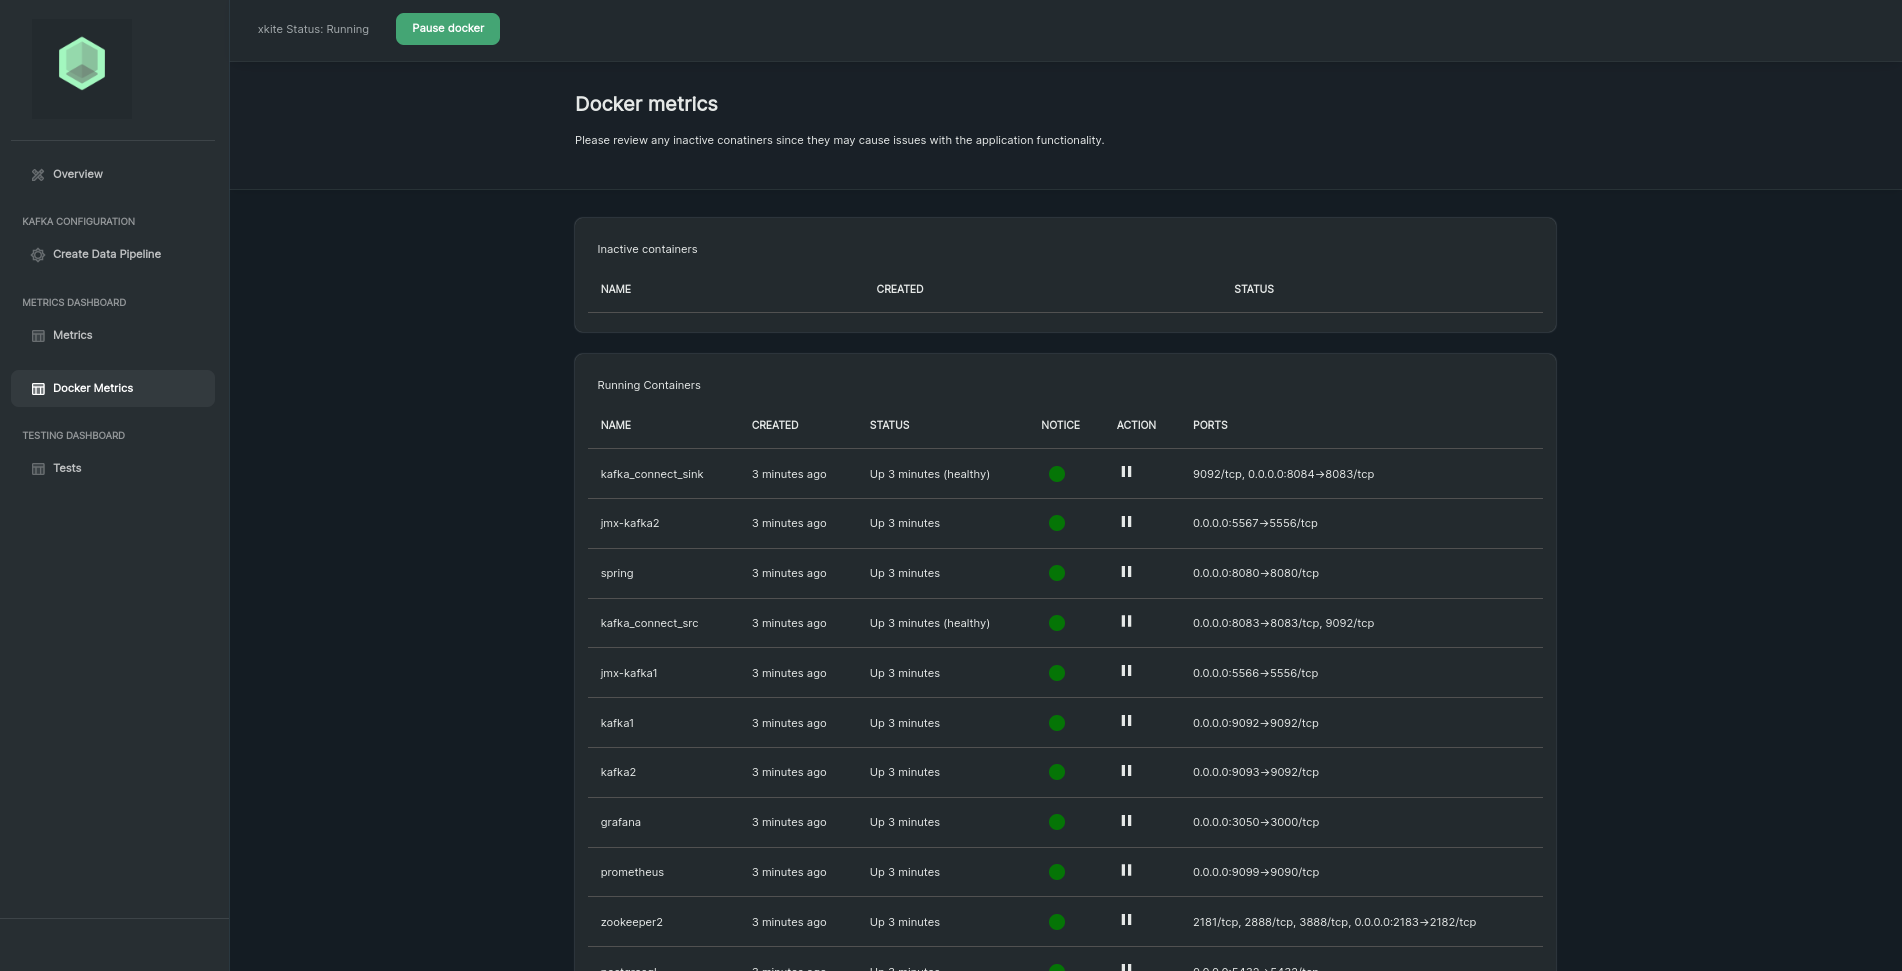 xkite Status: Running
Pause docker
Overview
KAFKA CONFIGURATION
Create Data Pipeline
METRICS DASHBOARD
Metrics
Docker Metrics
TESTING DASHBOARD
Tests
Docker metrics
Please review any inactive conatiners since they may cause issues with the application functionality.
Inactive containers
NAME CREATED STATUS
Running Containers
NAME CREATED STATUS NOTICE ACTION PORTS
kafka_connect_sink 3 minutes ago Up 3 minutes (healthy) 9092/tcp, 0.0.0.0:8084→8083/tcp
jmx-kafka2 3 minutes ago Up 3 minutes 0.0.0.0:5567→5556/tcp
spring 3 minutes ago Up 3 minutes 0.0.0.0:8080→8080/tcp
kafka_connect_src 3 minutes ago Up 3 minutes (healthy) 0.0.0.0:8083→8083/tcp, 9092/tcp
jmx-kafka1 3 minutes ago Up 3 minutes 0.0.0.0:5566→5556/tcp
kafka1 3 minutes ago Up 3 minutes 0.0.0.0:9092→9092/tcp
kafka2 3 minutes ago Up 3 minutes 0.0.0.0:9093→9092/tcp
grafana 3 minutes ago Up 3 minutes 0.0.0.0:3050→3000/tcp
prometheus 3 minutes ago Up 3 minutes 0.0.0.0:9099→9090/tcp
zookeeper2 3 minutes ago Up 3 minutes 2181/tcp, 2888/tcp, 3888/tcp, 0.0.0.0:2183→2182/tcp
3 minutes ago Up 3 minutes